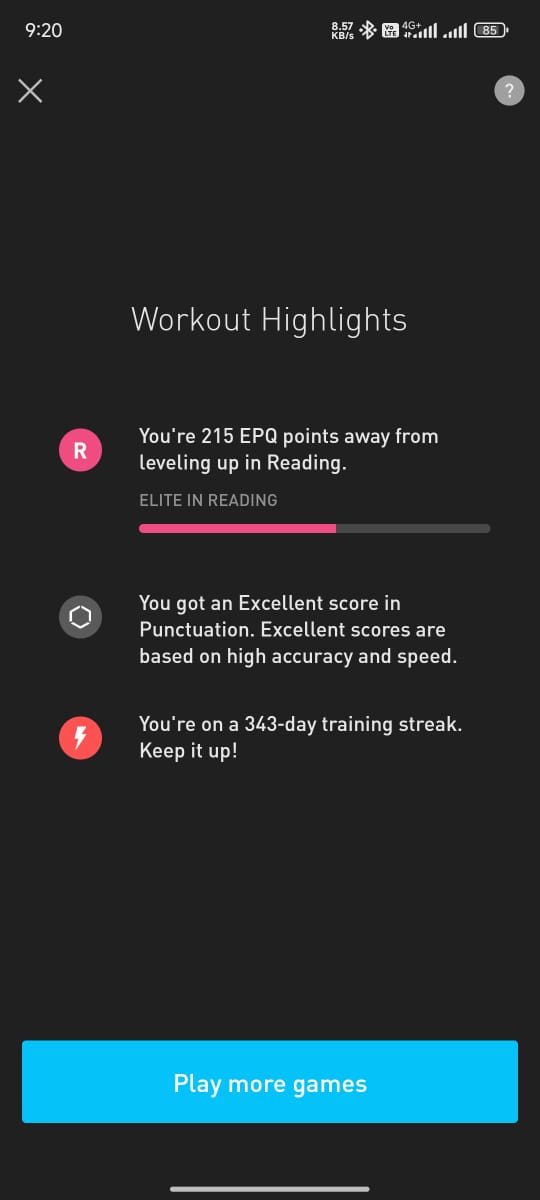 9:20
8.57
KB/s
Vo
LTE
4G+
85
?
Workout Highlights
R
You're 215 EPQ points away from
leveling up in Reading.
ELITE IN READING
You got an Excellent score in
Punctuation. Excellent scores are
based on high accuracy and speed.
You're on a 343-day training streak.
Keep it up!
Play more games